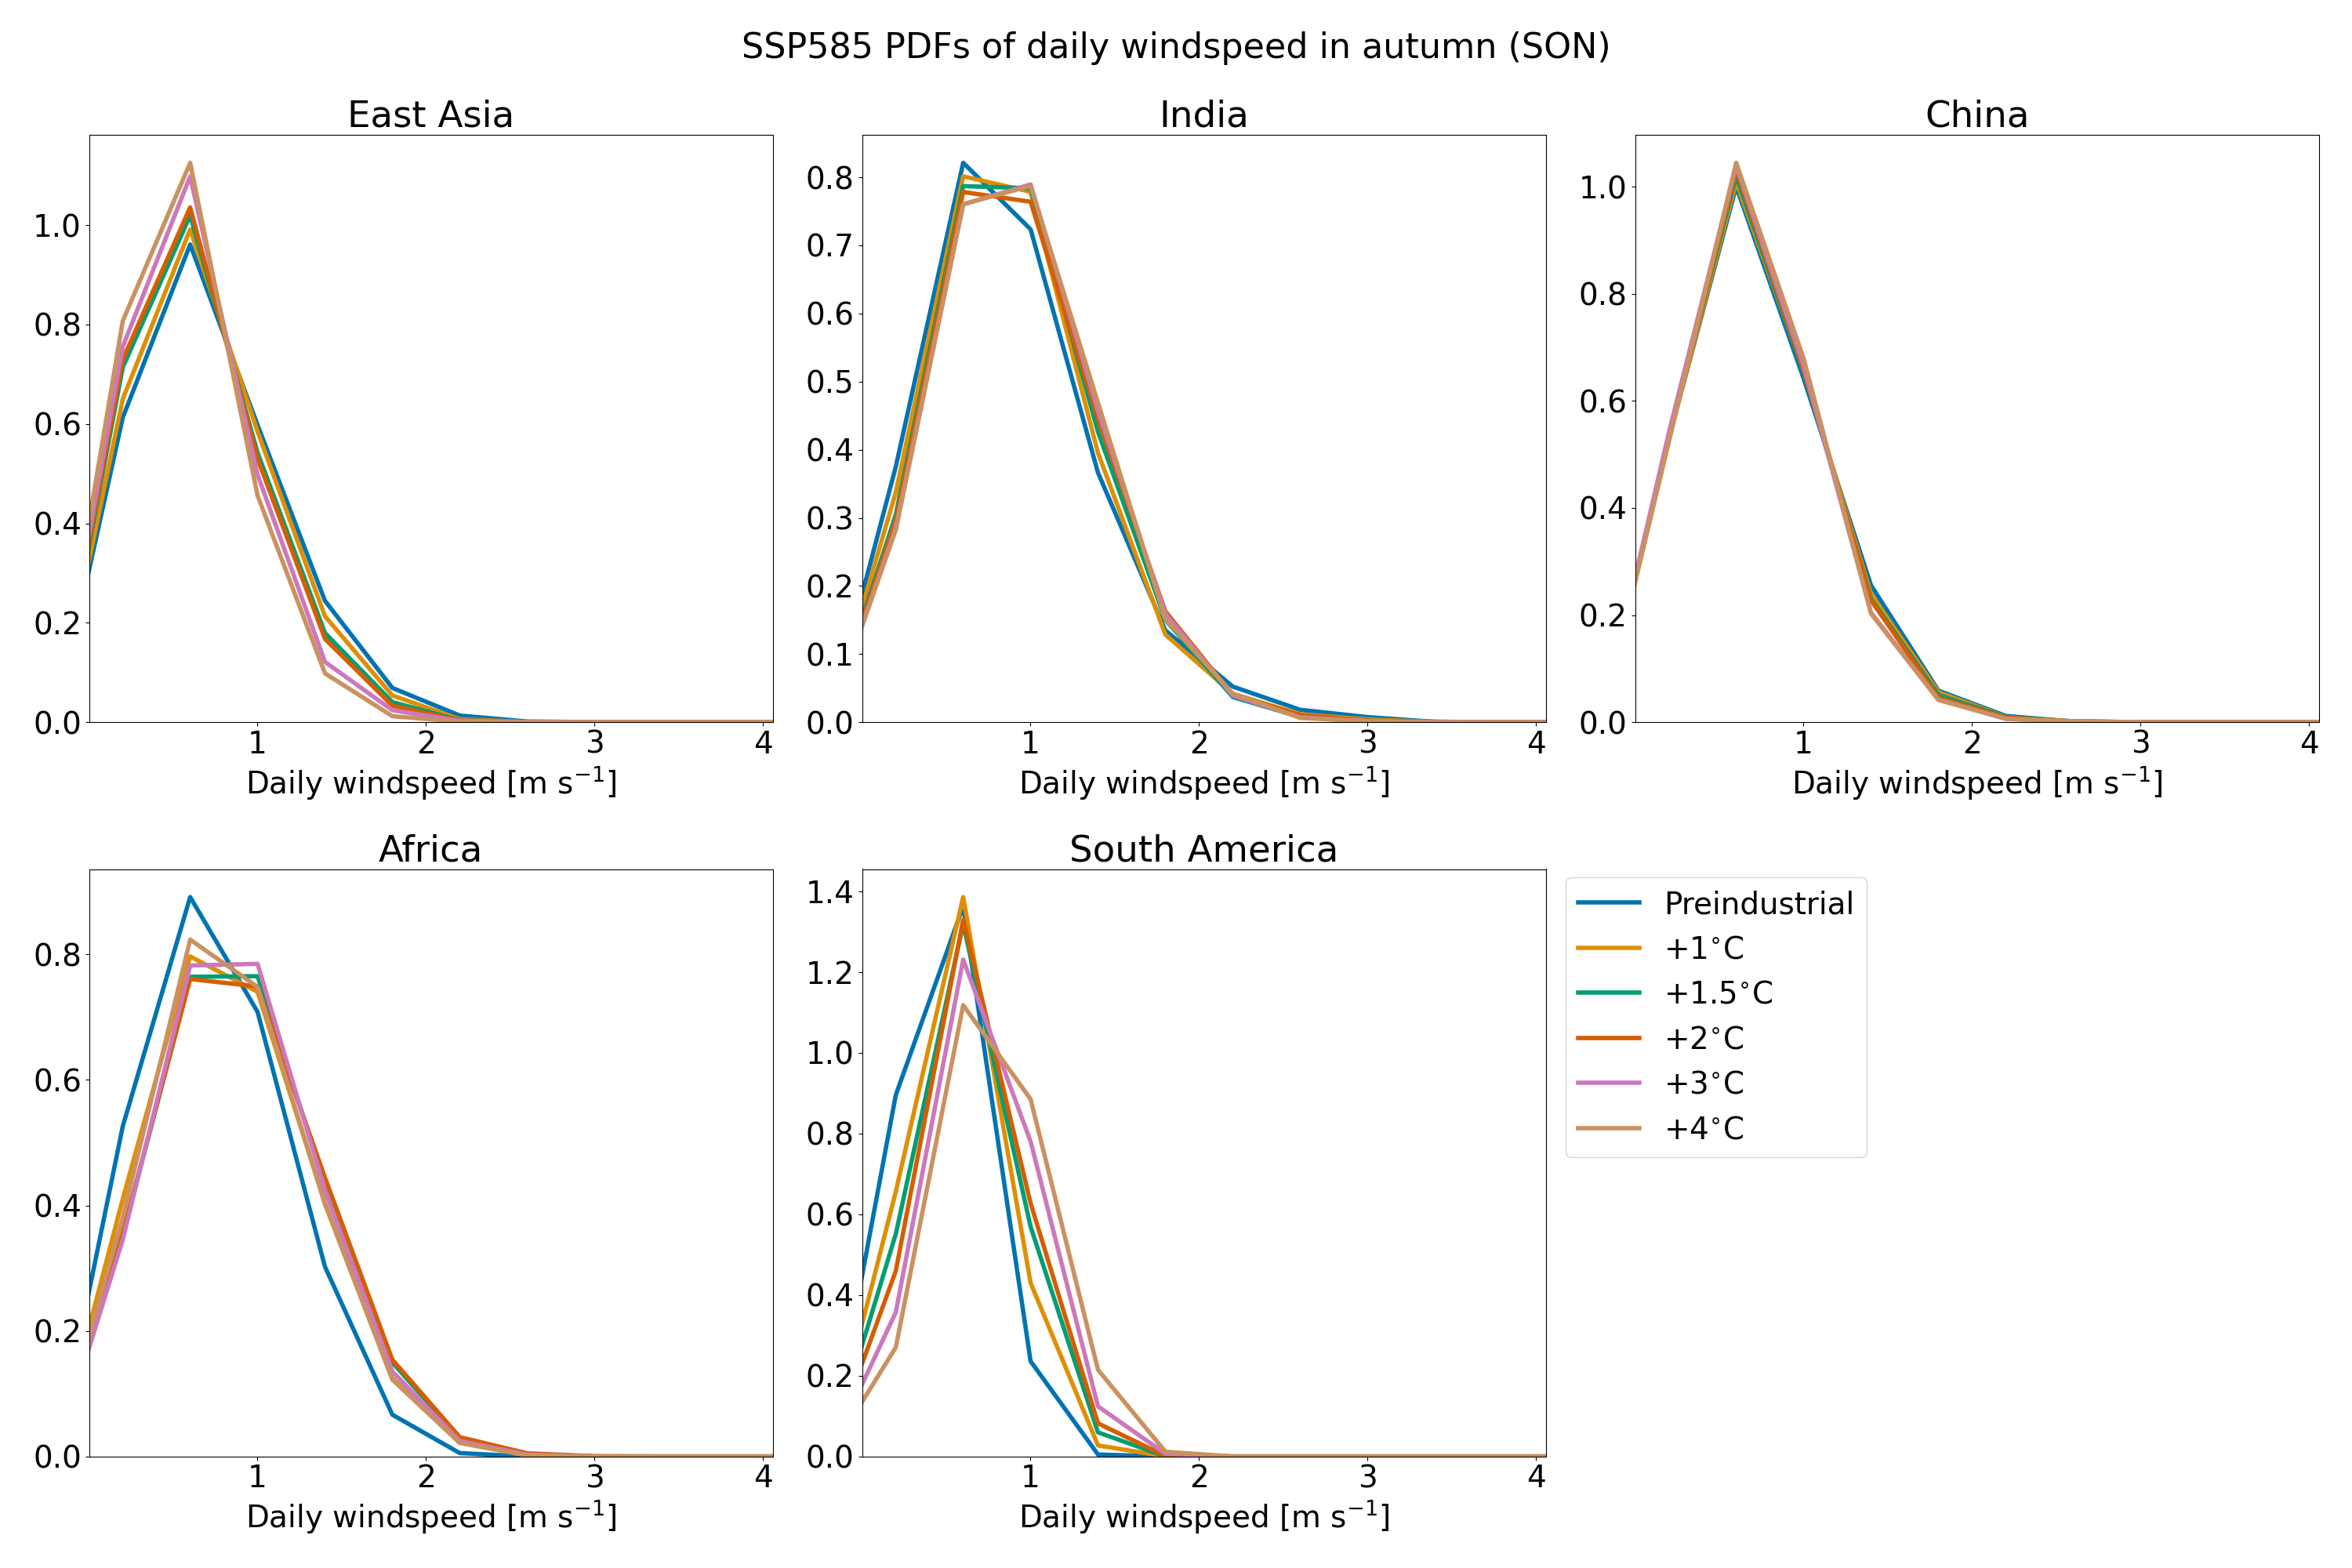 SSP585 PDFs of daily windspeed in autumn (SON)
East Asia
1.0
0.8
0.6
0.4
0.2
0.0
1 2 3 4
Daily windspeed [m s⁻¹]
India
0.8
0.7
0.6
0.5
0.4
0.3
0.2
0.1
0.0
1 2 3 4
Daily windspeed [m s⁻¹]
China
1.0
0.8
0.6
0.4
0.2
0.0
1 2 3 4
Daily windspeed [m s⁻¹]
Africa
0.8
0.6
0.4
0.2
0.0
1 2 3 4
Daily windspeed [m s⁻¹]
South America
1.4
1.2
1.0
0.8
0.6
0.4
0.2
0.0
1 2 3 4
Daily windspeed [m s⁻¹]
Preindustrial
+1°C
+1.5°C
+2°C
+3°C
+4°C